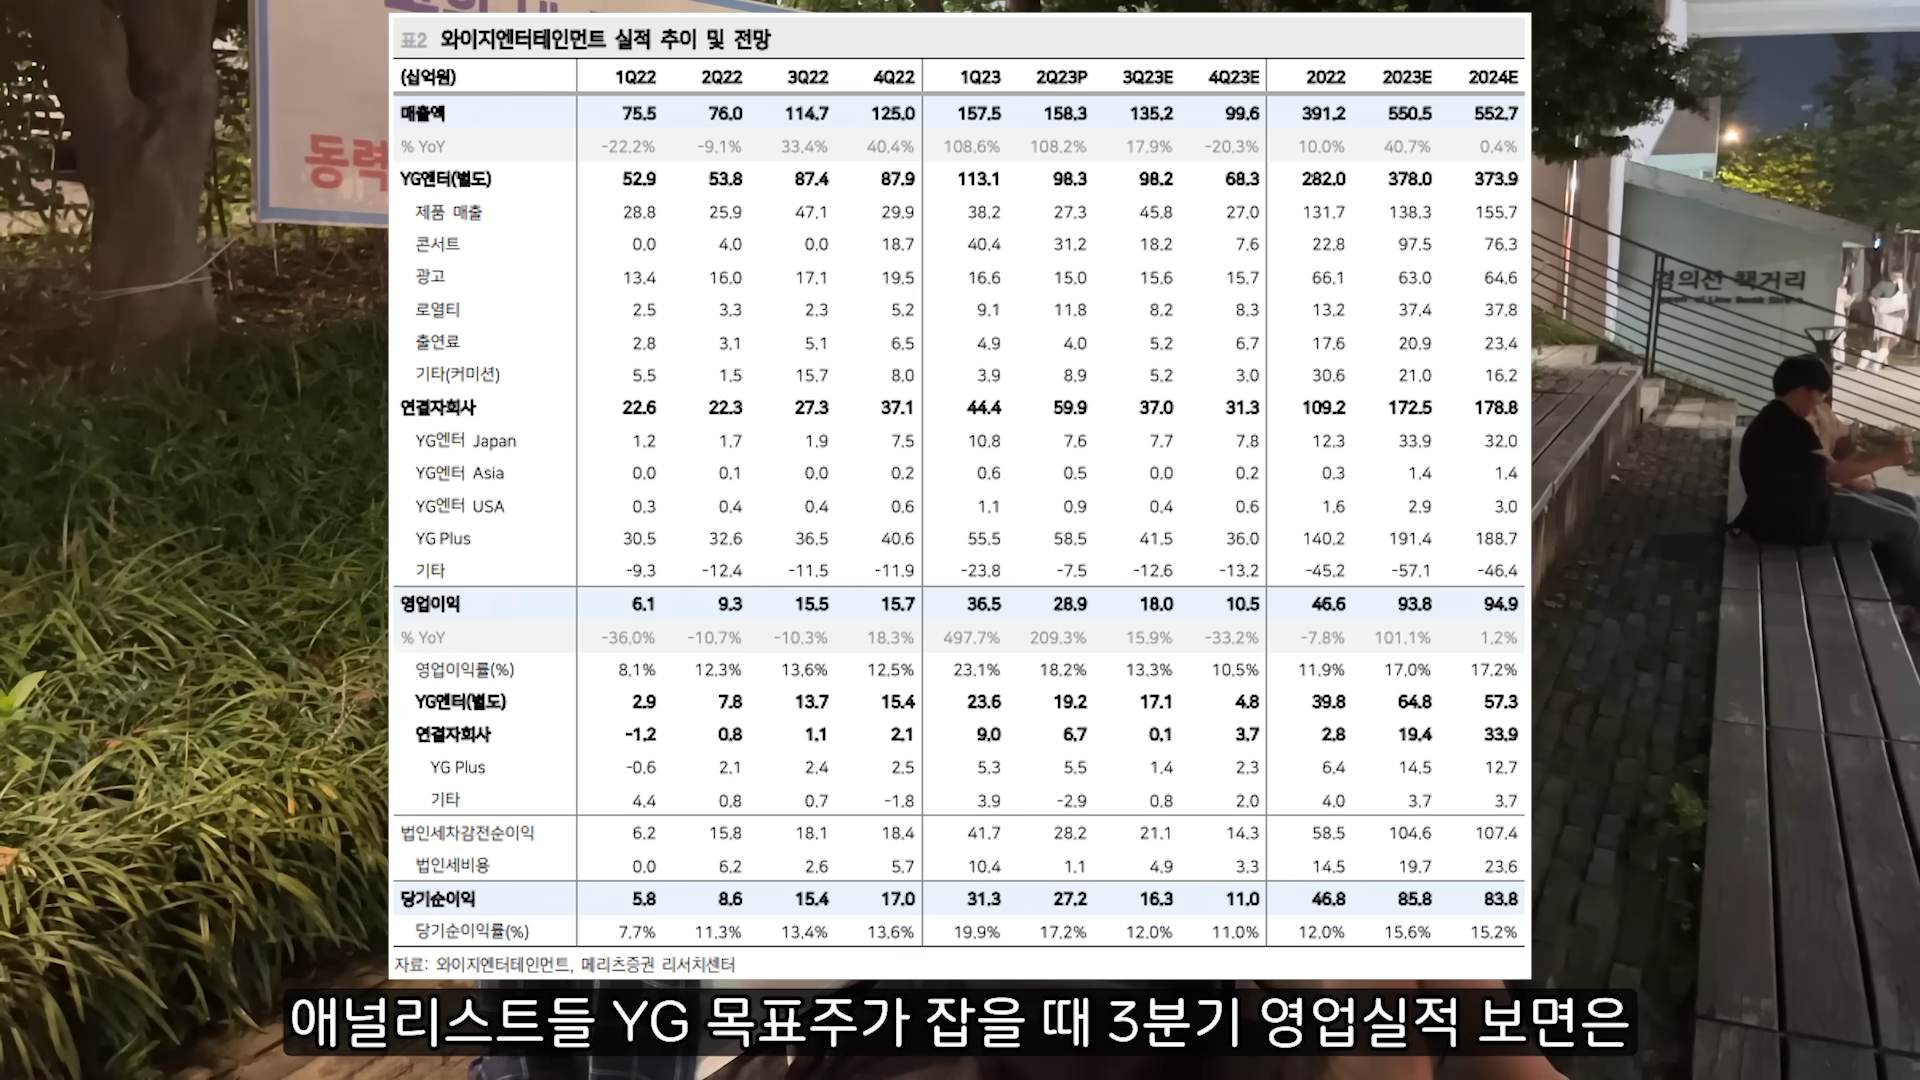 표2 와이지엔터테인먼트 실적 추이 및 전망
(십억원) 1Q22 2Q22 3Q22 4Q22 1Q23 2Q23P 3Q23E 4Q23E 2022 2023E 2024E
매출액 75.5 76.0 114.7 125.0 157.5 158.3 135.2 99.6 391.2 550.5 552.7
% YoY -22.2% -9.1% 33.4% 40.4% 108.6% 108.2% 17.9% -20.3% 10.0% 40.7% 0.4%
YG엔터(별도) 52.9 53.8 87.4 87.9 113.1 98.3 98.2 68.3 282.0 378.0 373.9
제품 매출 28.8 25.9 47.1 29.9 38.2 27.3 45.8 27.0 131.7 138.3 155.7
콘서트 0.0 4.0 0.0 18.7 40.4 31.2 18.2 7.6 22.8 97.5 76.3
광고 13.4 16.0 17.1 19.5 16.6 15.0 15.6 15.7 66.1 63.0 64.6
로열티 2.5 3.3 2.3 5.2 9.1 11.8 8.2 8.3 13.2 37.4 37.8
출연료 2.8 3.1 5.1 6.5 4.9 4.0 5.2 6.7 17.6 20.9 23.4
기타(커미션) 5.5 1.5 15.7 8.0 3.9 8.9 5.2 3.0 30.6 21.0 16.2
연결자회사 22.6 22.3 27.3 37.1 44.4 59.9 37.0 31.3 109.2 172.5 178.8
YG엔터 Japan 1.2 1.7 1.9 7.5 10.8 7.6 7.7 7.8 12.3 33.9 32.0
YG엔터 Asia 0.0 0.1 0.0 0.2 0.6 0.5 0.0 0.2 0.3 1.4 1.4
YG엔터 USA 0.3 0.4 0.4 0.6 1.1 0.9 0.4 0.6 1.6 2.9 3.0
YG Plus 30.5 32.6 36.5 40.6 55.5 58.5 41.5 36.0 140.2 191.4 188.7
기타 -9.3 -12.4 -11.5 -11.9 -23.8 -7.5 -12.6 -13.2 -45.2 -57.1 -46.4
영업이익 6.1 9.3 15.5 15.7 36.5 28.9 18.0 10.5 46.6 93.8 94.9
% YoY -36.0% -10.7% -10.3% 18.3% 497.7% 209.3% 15.9% -33.2% -7.8% 101.1% 1.2%
영업이익률(%) 8.1% 12.3% 13.6% 12.5% 23.1% 18.2% 13.3% 10.5% 11.9% 17.0% 17.2%
YG엔터(별도) 2.9 7.8 13.7 15.4 23.6 19.2 17.1 4.8 39.8 64.8 57.3
연결자회사 -1.2 0.8 1.1 2.1 9.0 6.7 0.1 3.7 2.8 19.4 33.9
YG Plus -0.6 2.1 2.4 2.5 5.3 5.5 1.4 2.3 6.4 14.5 12.7
기타 4.4 0.8 0.7 -1.8 3.9 -2.9 0.8 2.0 4.0 3.7 3.7
법인세차감전순이익 6.2 15.8 18.1 18.4 41.7 28.2 21.1 14.3 58.5 104.6 107.4
법인세비용 0.0 6.2 2.6 5.7 10.4 1.1 4.9 3.3 14.5 19.7 23.6
당기순이익 5.8 8.6 15.4 17.0 31.3 27.2 16.3 11.0 46.8 85.8 83.8
당기순이익률(%) 7.7% 11.3% 13.4% 13.6% 19.9% 17.2% 12.0% 11.0% 12.0% 15.6% 15.2%
자료: 와이지엔터테인먼트, 메리츠증권 리서치센터
동력
경의선 책거리
애널리스트들 YG 목표주가 잡을 때 3분기 영업실적 보면은